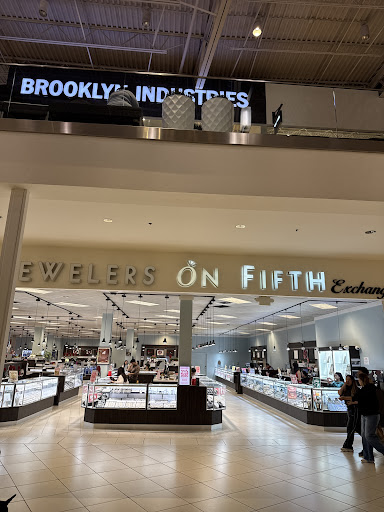 BROOKLYN INDUSTRIES
EWELERS ON FIFTH Exchang